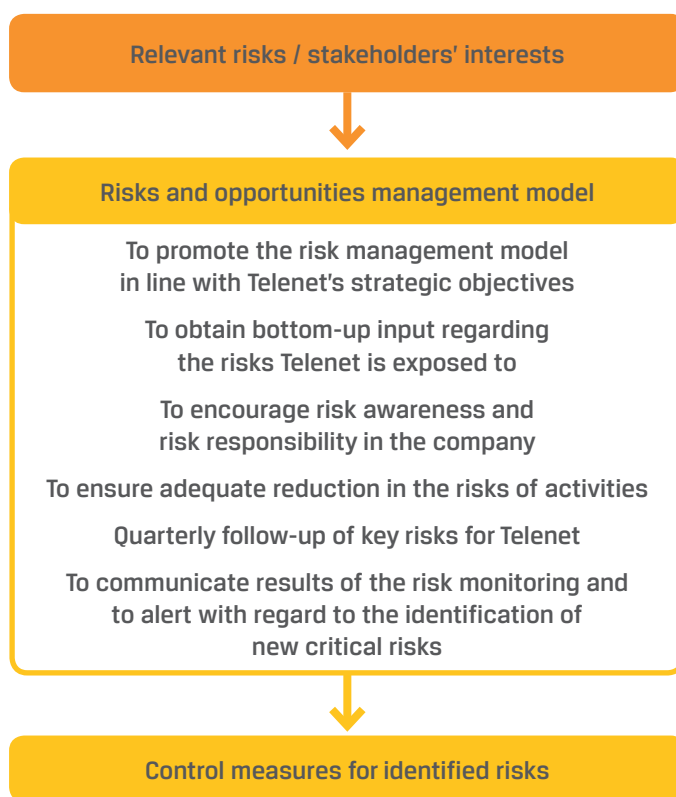 Relevant risks / stakeholders’ interests
Risks and opportunities management model
To promote the risk management model
in line with Telenet’s strategic objectives
To obtain bottom-up input regarding
the risks Telenet is exposed to
To encourage risk awareness and
risk responsibility in the company
To ensure adequate reduction in the risks of activities
Quarterly follow-up of key risks for Telenet
To communicate results of the risk monitoring and
to alert with regard to the identification of
new critical risks
Control measures for identified risks